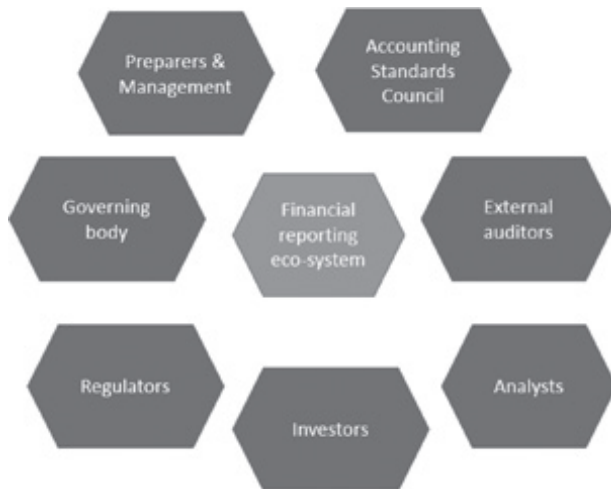 Preparers &
Management
Accounting
Standards
Council
Governing
body
Financial
reporting
eco-system
External
auditors
Regulators
Investors
Analysts